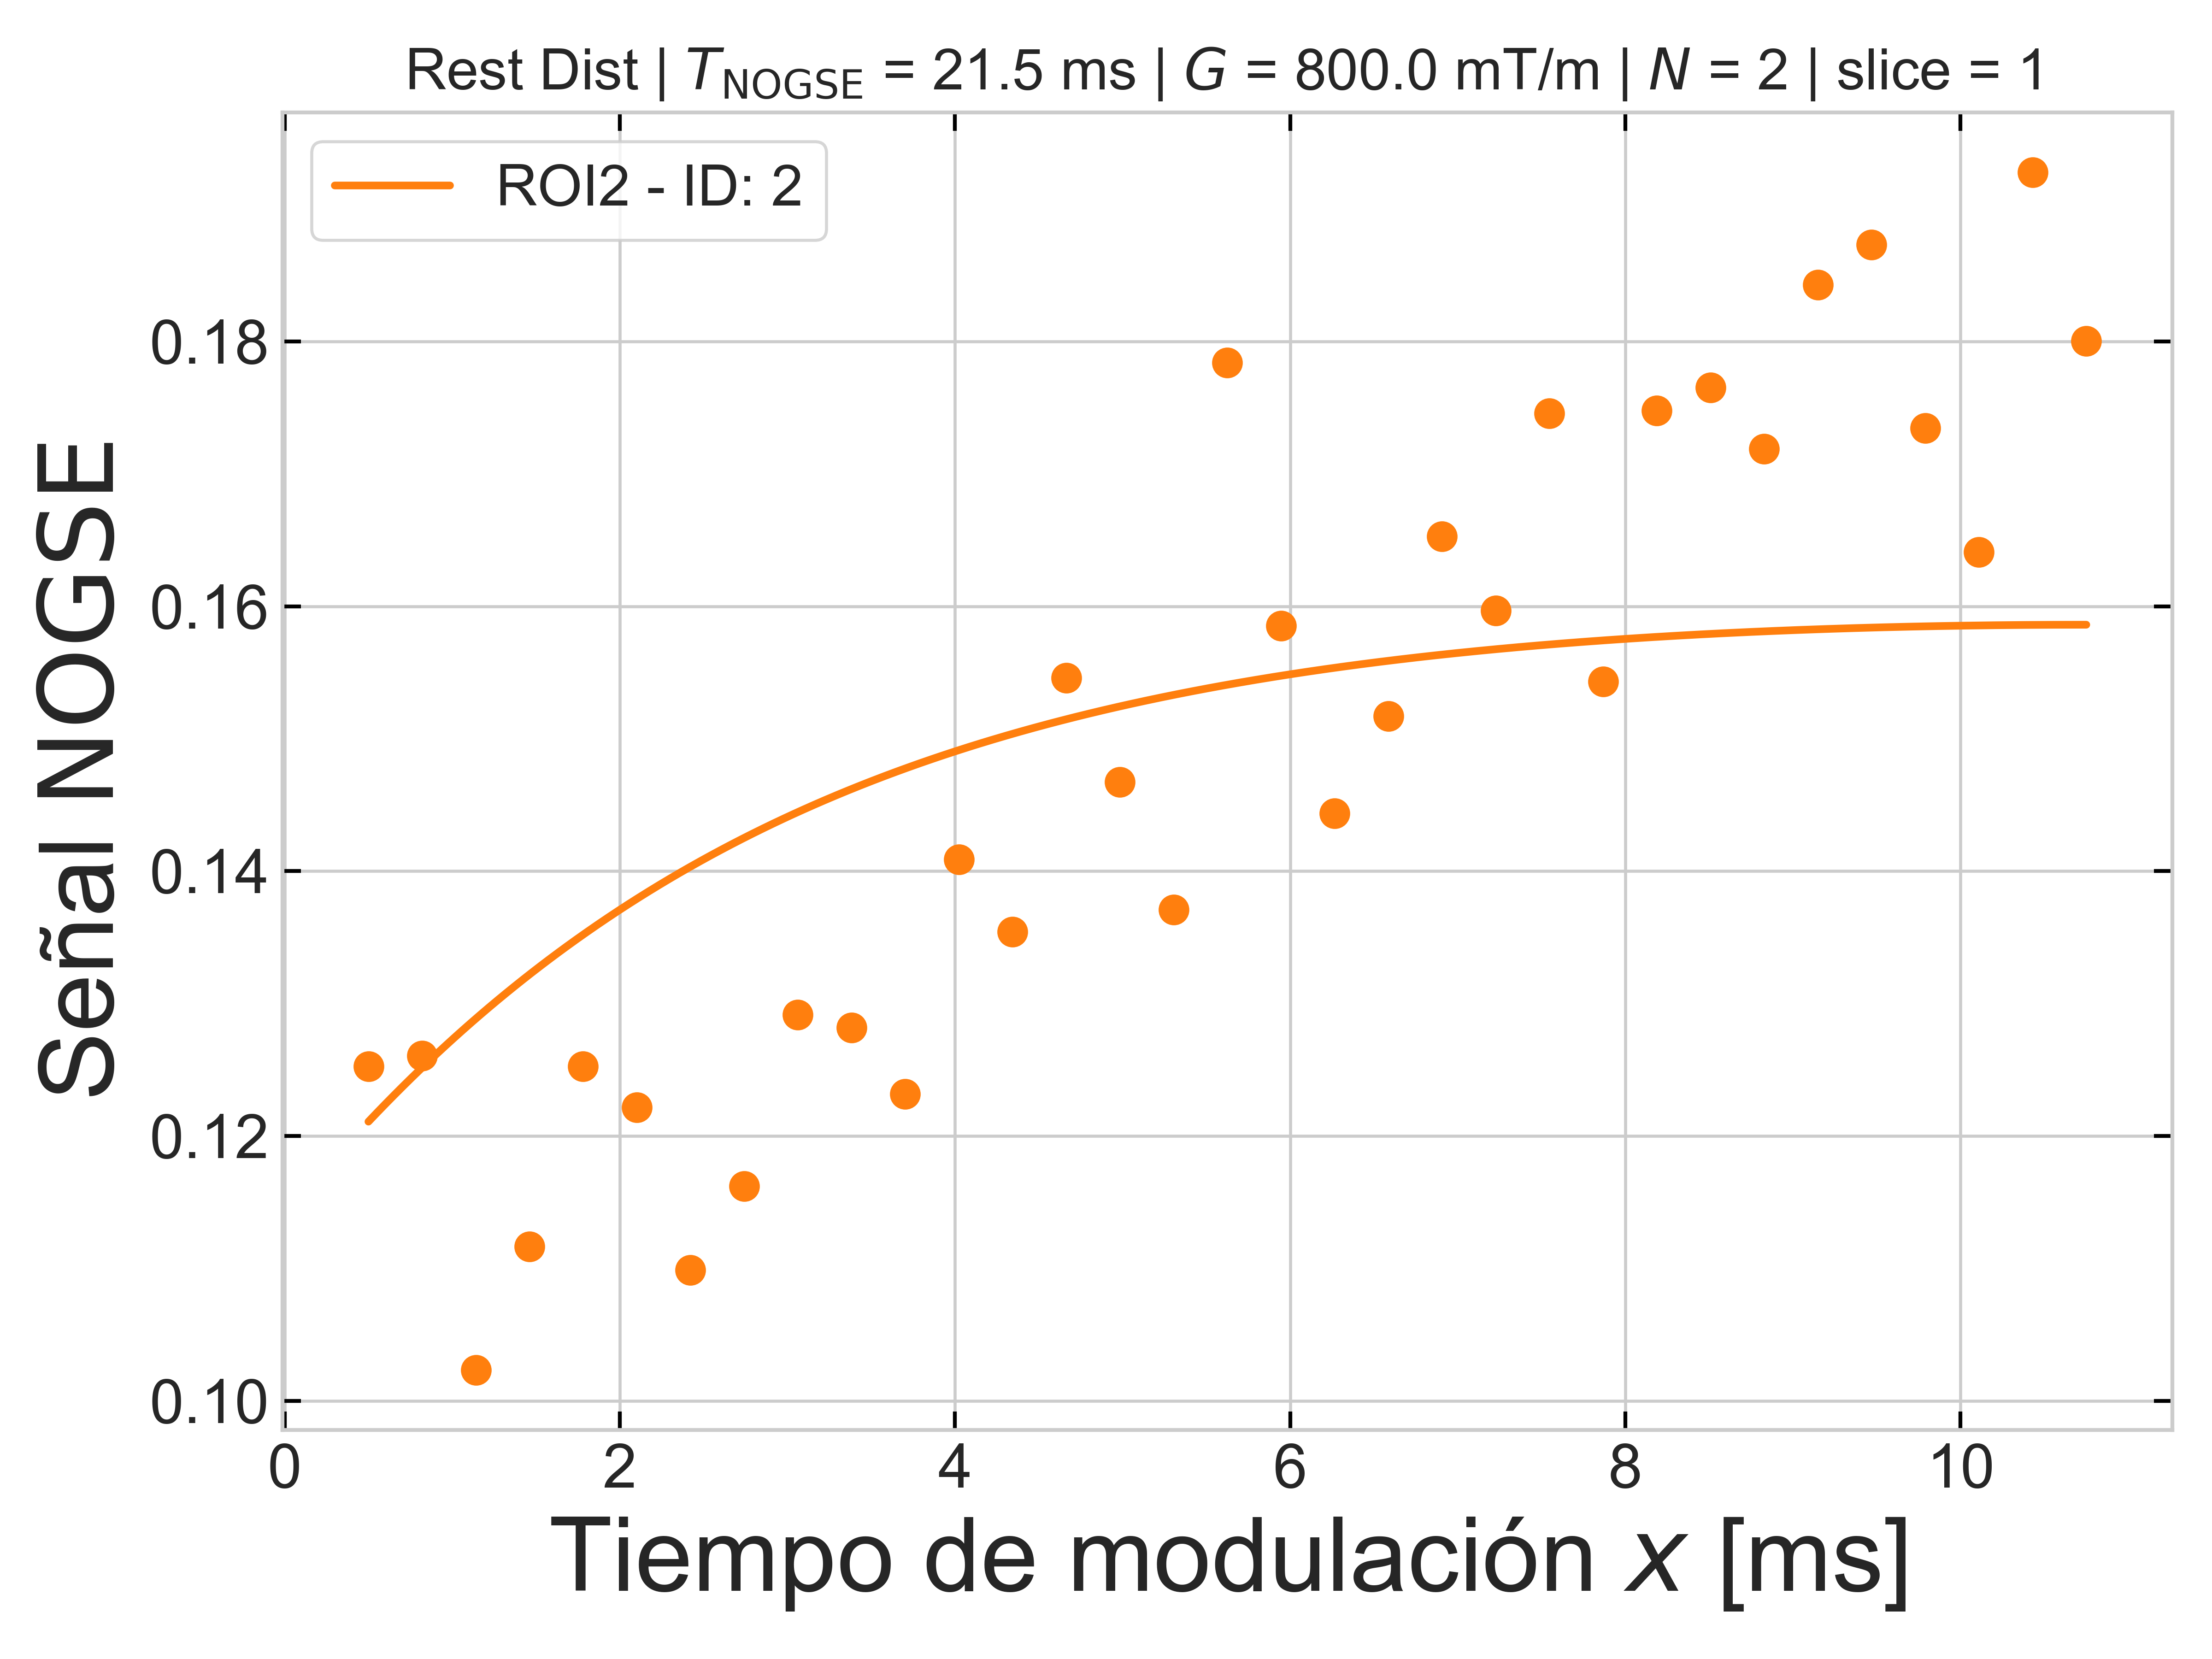 Rest Dist | T_NOGSE = 21.5 ms | G = 800.0 mT/m | N = 2 | slice = 1
ROI2 - ID: 2
Señal NOGSE
0.18
0.16
0.14
0.12
0.10
0 2 4 6 8 10
Tiempo de modulación x [ms]